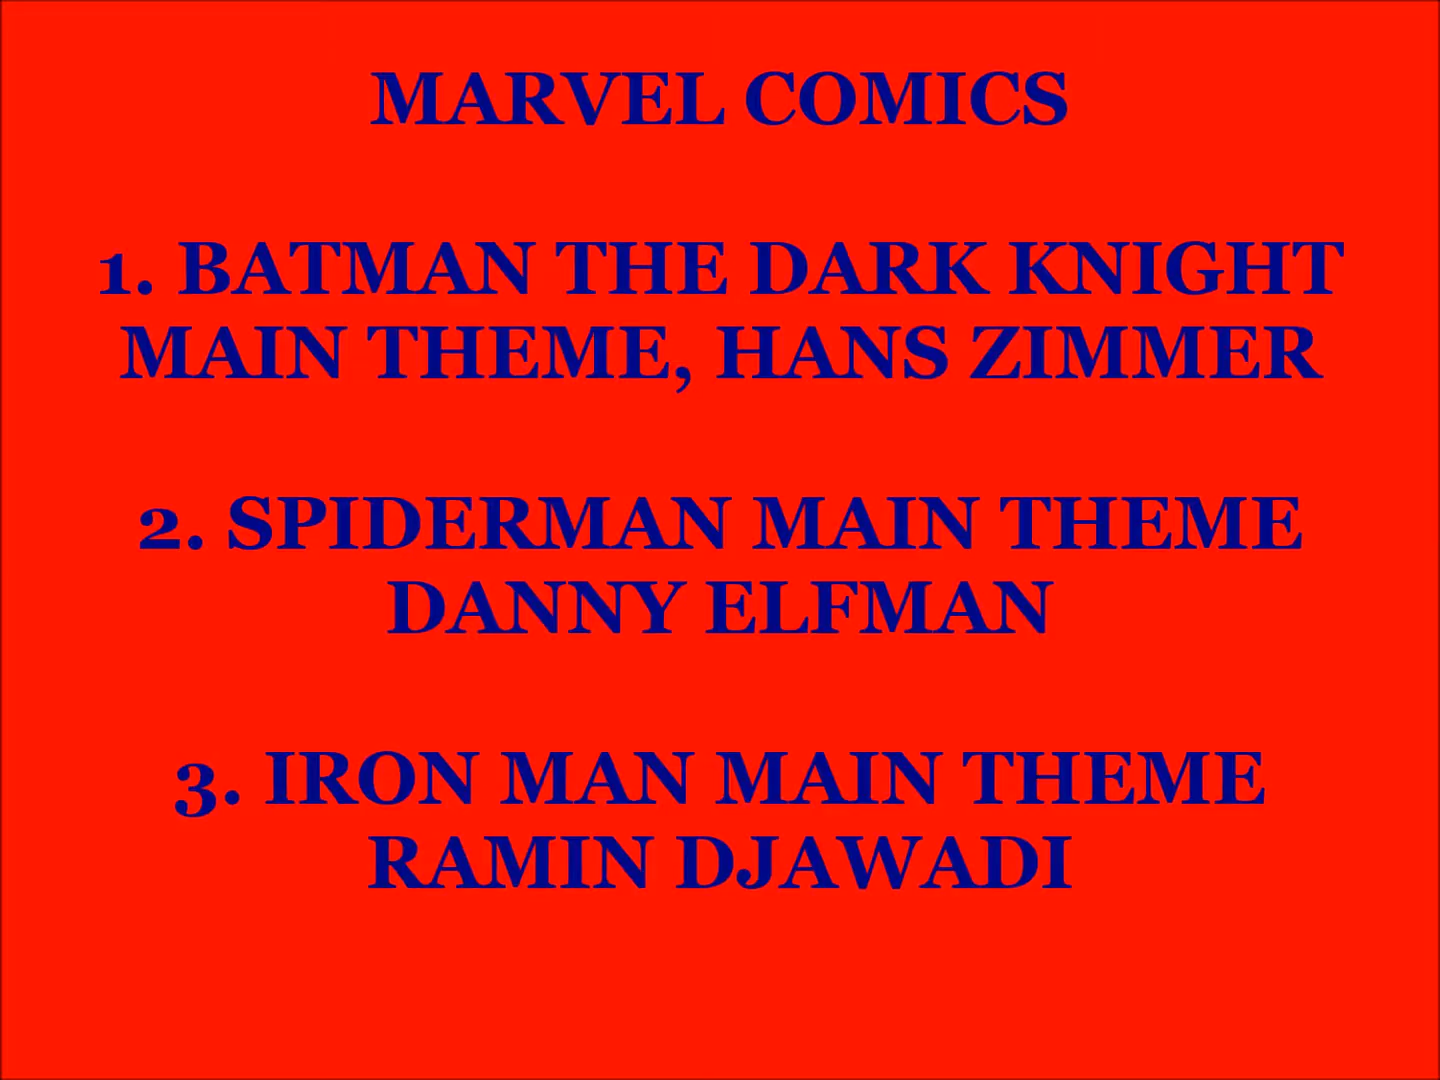 MARVEL COMICS
1. BATMAN THE DARK KNIGHT
MAIN THEME, HANS ZIMMER
2. SPIDERMAN MAIN THEME
DANNY ELFMAN
3. IRON MAN MAIN THEME
RAMIN DJAWADI